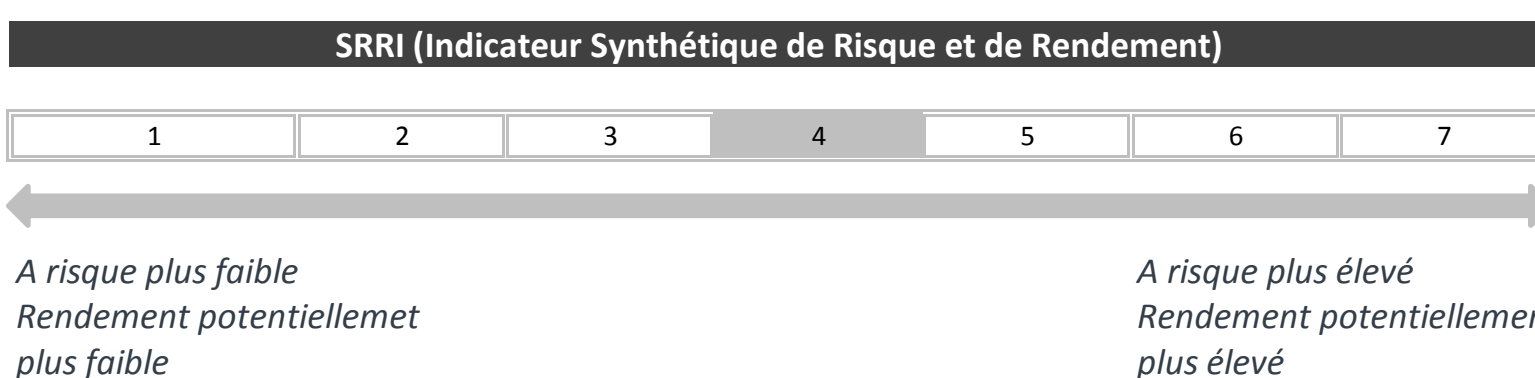 SRRI (Indicateur Synthétique de Risque et de Rendement)
1 2 3 4 5 6 7
A risque plus faible
Rendement potentiellemet
plus faible
A risque plus élevé
Rendement potentiellemen
plus élevé